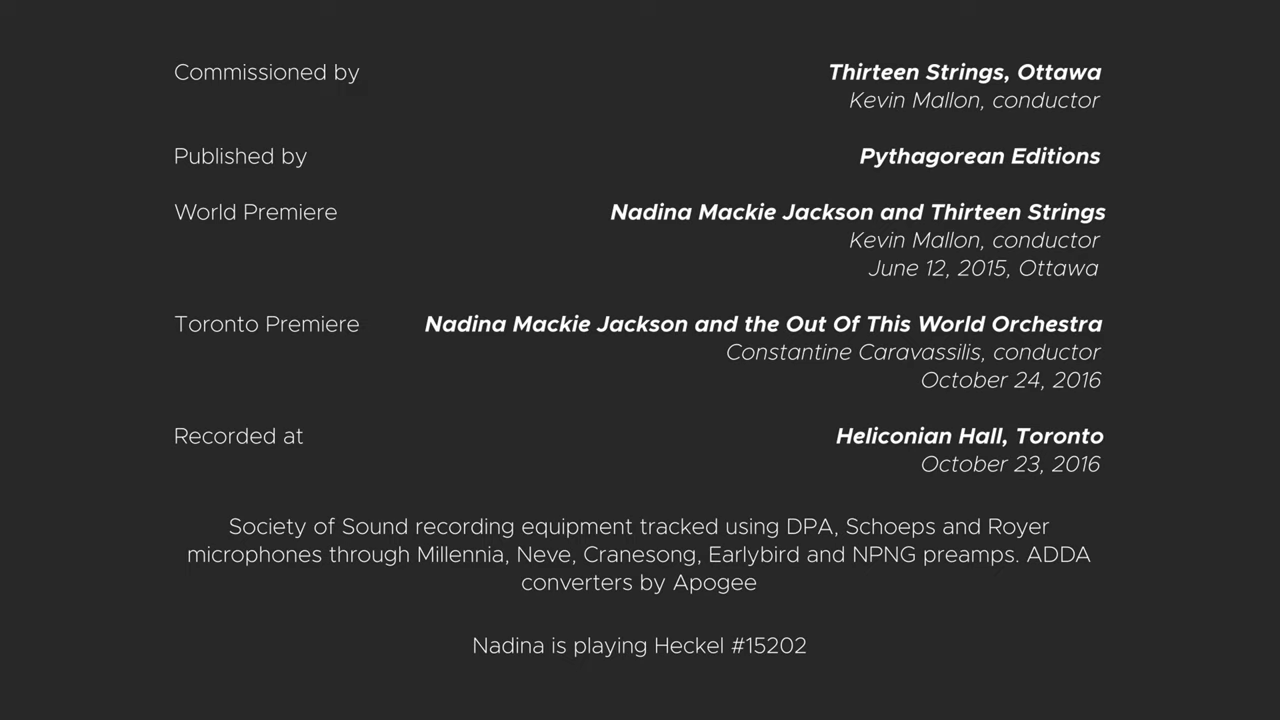 Commissioned by Thirteen Strings, Ottawa
Kevin Mallon, conductor
Published by Pythagorean Editions
World Premiere Nadina Mackie Jackson and Thirteen Strings
Kevin Mallon, conductor
June 12, 2015, Ottawa
Toronto Premiere Nadina Mackie Jackson and the Out Of This World Orchestra
Constantine Caravassilis, conductor
October 24, 2016
Recorded at Heliconian Hall, Toronto
October 23, 2016
Society of Sound recording equipment tracked using DPA, Schoeps and Royer
microphones through Millennia, Neve, Cranesong, Earlybird and NPNG preamps. ADDA
converters by Apogee
Nadina is playing Heckel #15202